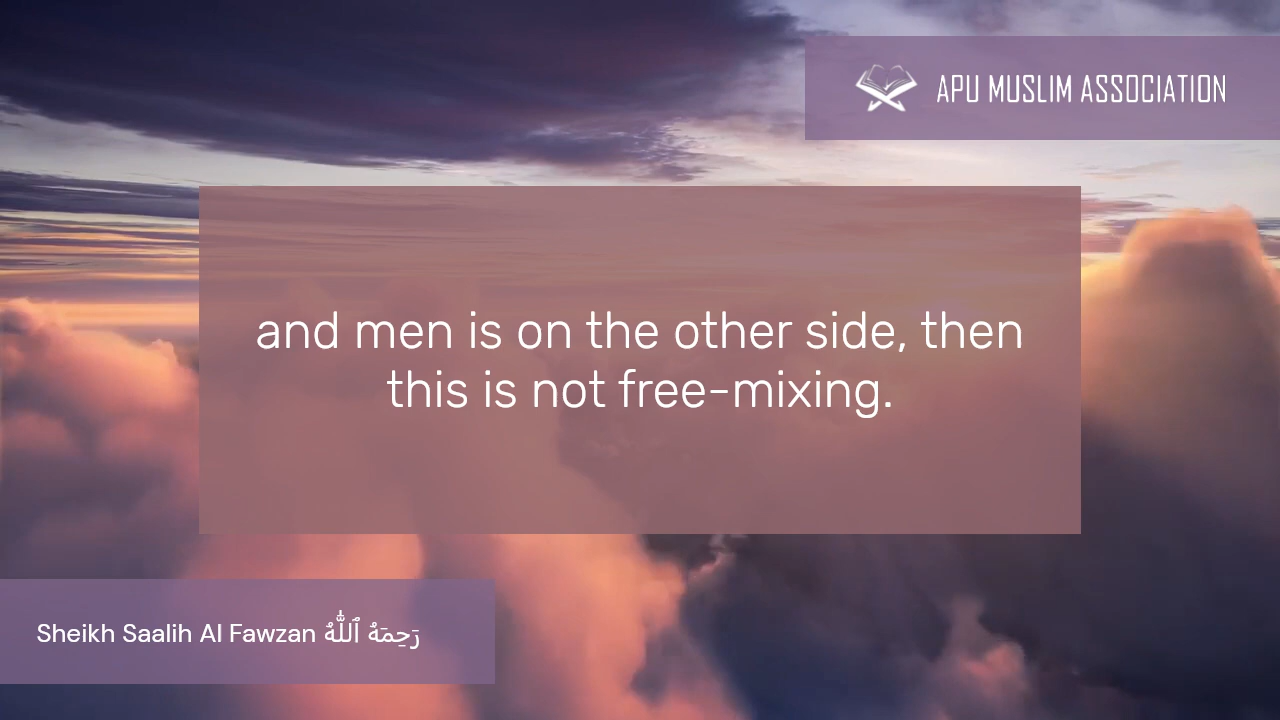 APU MUSLIM ASSOCIATION
and men is on the other side, then
this is not free-mixing.
Sheikh Saalih Al Fawzan رَحِمَهُ ٱللَّٰهُ